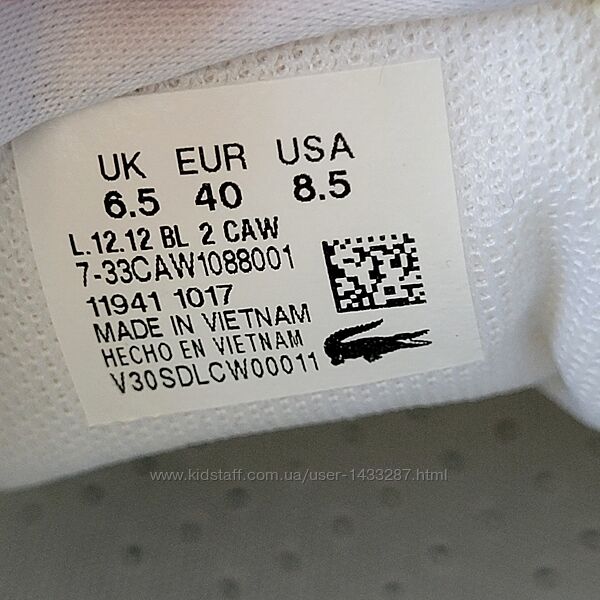 UK EUR USA
6.5 40 8.5
L.12.12 BL 2 CAW
7-33CAW1088001
11941 1017
MADE IN VIETNAM
HECHO EN VIETNAM
V30SDLCW00011
www.kidstaff.com.ua/user-1433287.html